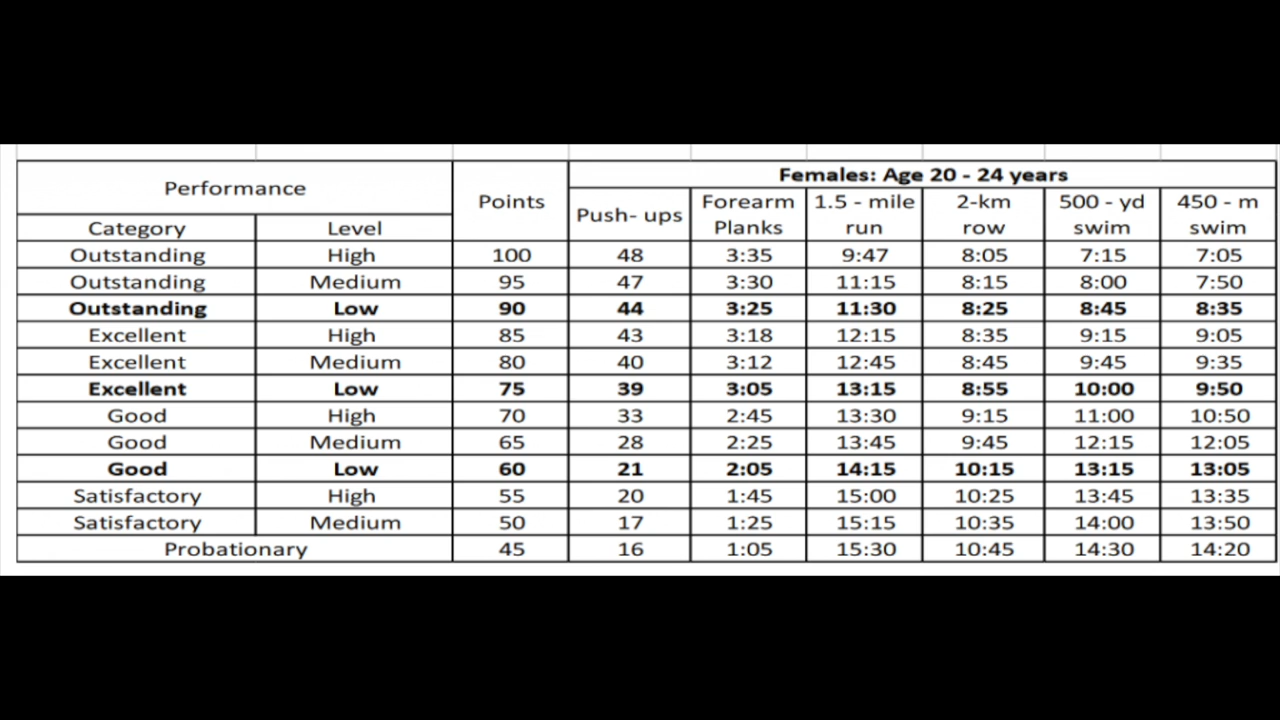 Females: Age 20 - 24 years
Performance Points
Push- ups Forearm Planks 1.5 - mile run 2-km row 500 - yd swim 450 - m swim
Category Level
Outstanding High 100 48 3:35 9:47 8:05 7:15 7:05
Outstanding Medium 95 47 3:30 11:15 8:15 8:00 7:50
Outstanding Low 90 44 3:25 11:30 8:25 8:45 8:35
Excellent High 85 43 3:18 12:15 8:35 9:15 9:05
Excellent Medium 80 40 3:12 12:45 8:45 9:45 9:35
Excellent Low 75 39 3:05 13:15 8:55 10:00 9:50
Good High 70 33 2:45 13:30 9:15 11:00 10:50
Good Medium 65 28 2:25 13:45 9:45 12:15 12:05
Good Low 60 21 2:05 14:15 10:15 13:15 13:05
Satisfactory High 55 20 1:45 15:00 10:25 13:45 13:35
Satisfactory Medium 50 17 1:25 15:15 10:35 14:00 13:50
Probationary 45 16 1:05 15:30 10:45 14:30 14:20